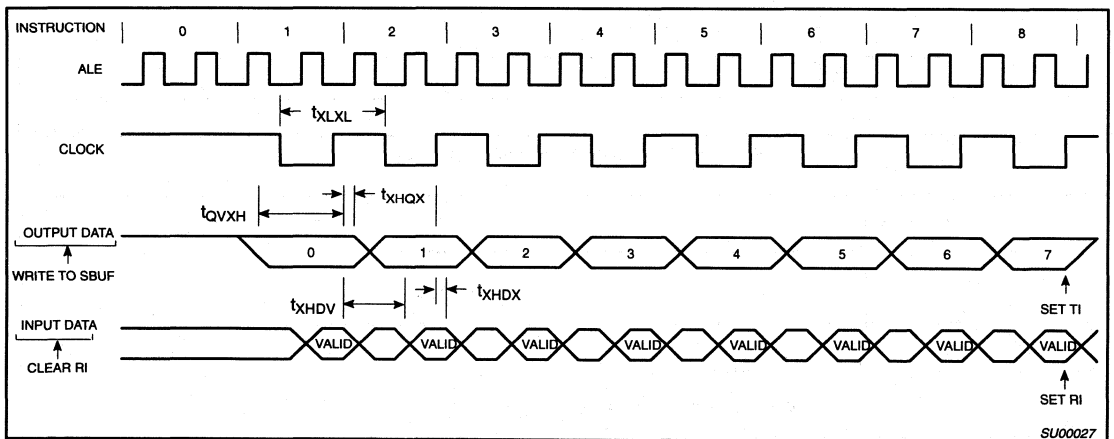 INSTRUCTION 0 1 2 3 4 5 6 7 8
ALE
tXLXL
CLOCK
tXHQX
tQVXH
OUTPUT DATA
0 1 2 3 4 5 6 7
WRITE TO SBUF
tXHDV
tXHDX
SET TI
INPUT DATA
VALID VALID VALID VALID VALID VALID VALID VALID
CLEAR RI
SET RI
SU00027